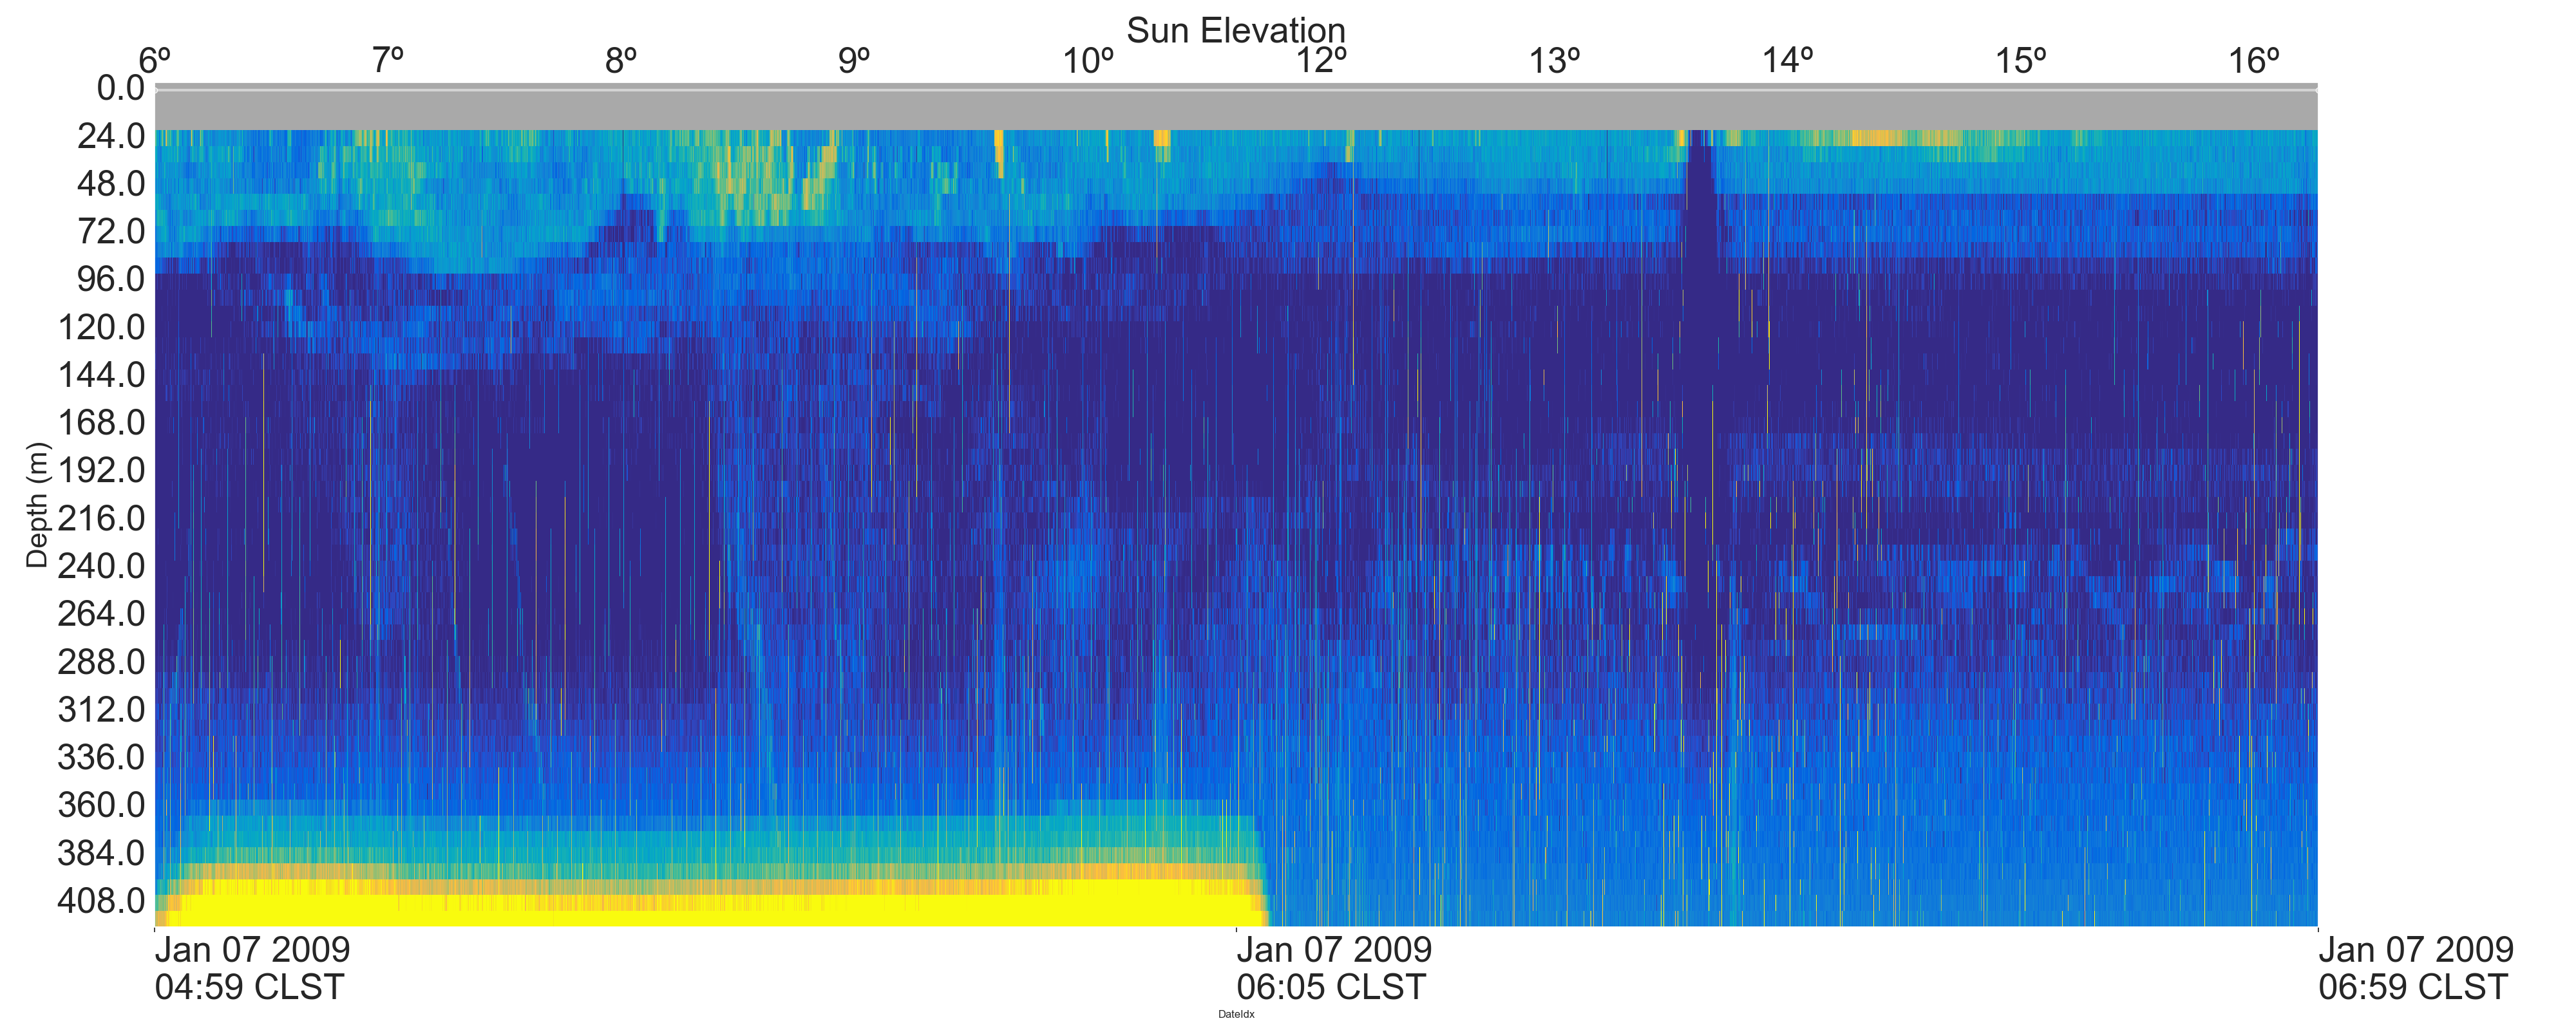 Sun Elevation
6º 7º 8º 9º 10º 12º 13º 14º 15º 16º
0.0
24.0
48.0
72.0
96.0
120.0
144.0
168.0
192.0
216.0
240.0
264.0
288.0
312.0
336.0
360.0
384.0
408.0
Depth (m)
Jan 07 2009
04:59 CLST
Jan 07 2009
06:05 CLST
Jan 07 2009
06:59 CLST
DateIdx